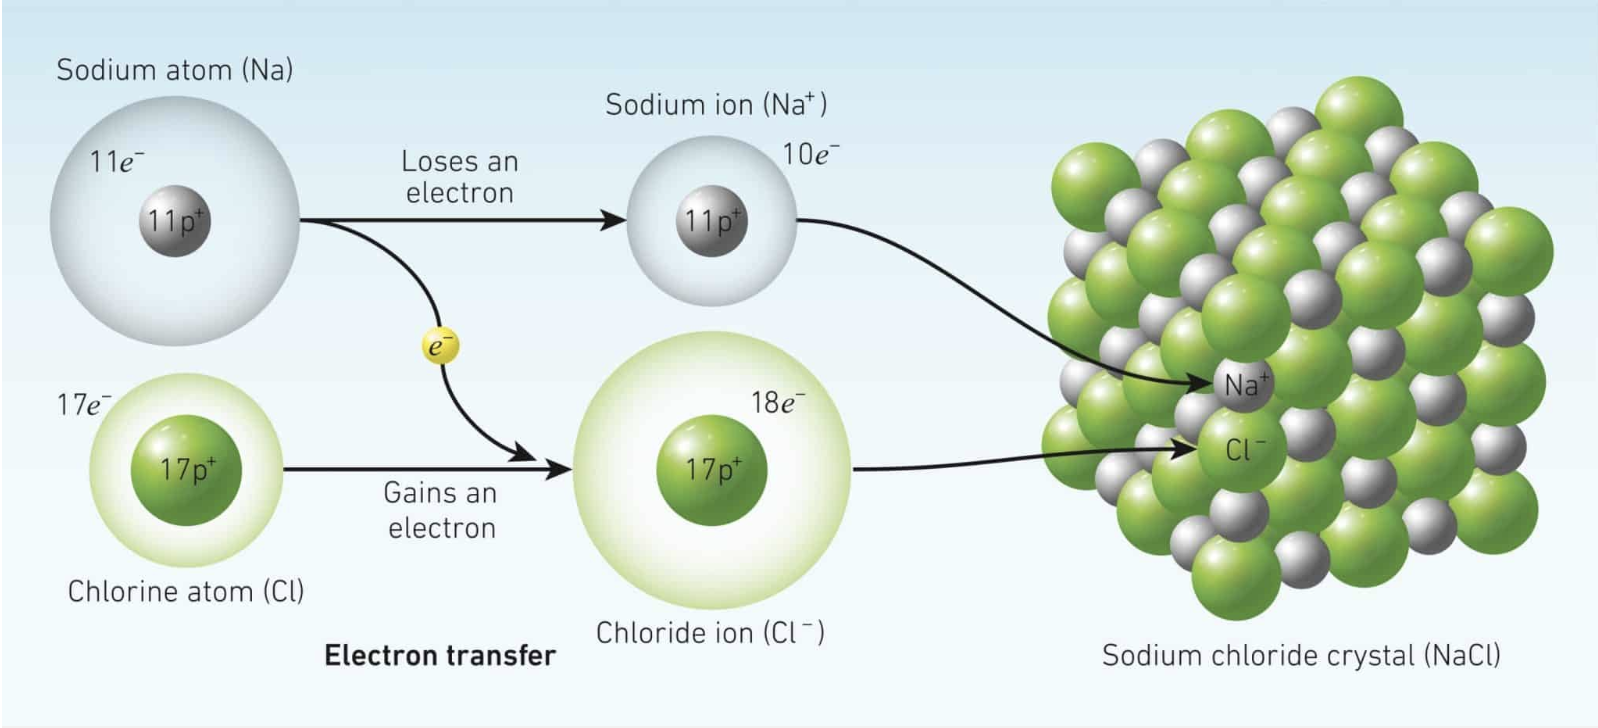 Sodium atom (Na)
11e⁻
11p⁺
Loses an
electron
Sodium ion (Na⁺)
10e⁻
11p⁺
e⁻
17e⁻
17p⁺
Chlorine atom (Cl)
Gains an
electron
18e⁻
17p⁺
Chloride ion (Cl⁻)
Electron transfer
Na⁺
Cl⁻
Sodium chloride crystal (NaCl)